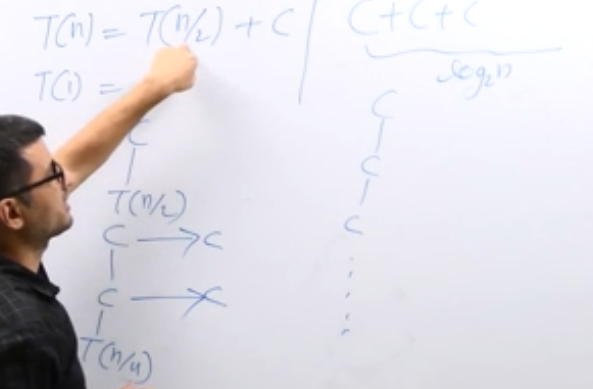 T(n) = T(n/2) + C
T(1) =
C
T(n/2)
C → C
C → C
T(n/4)
C+C+C
log₂n
C
C
C